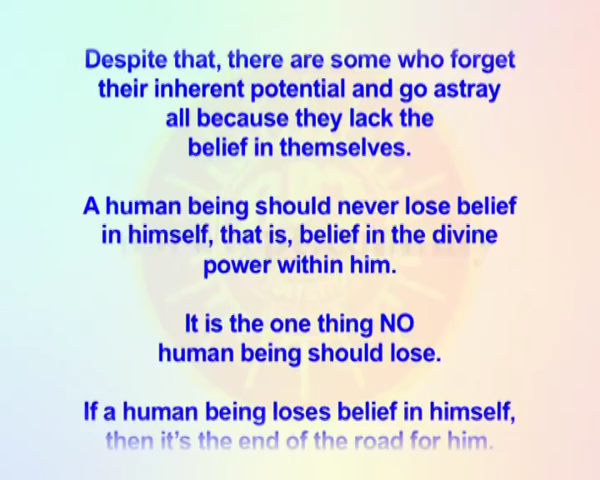 Despite that, there are some who forget
their inherent potential and go astray
all because they lack the
belief in themselves.
A human being should never lose belief
in himself, that is, belief in the divine
power within him.
It is the one thing NO
human being should lose.
If a human being loses belief in himself,
then it's the end of the road for him.